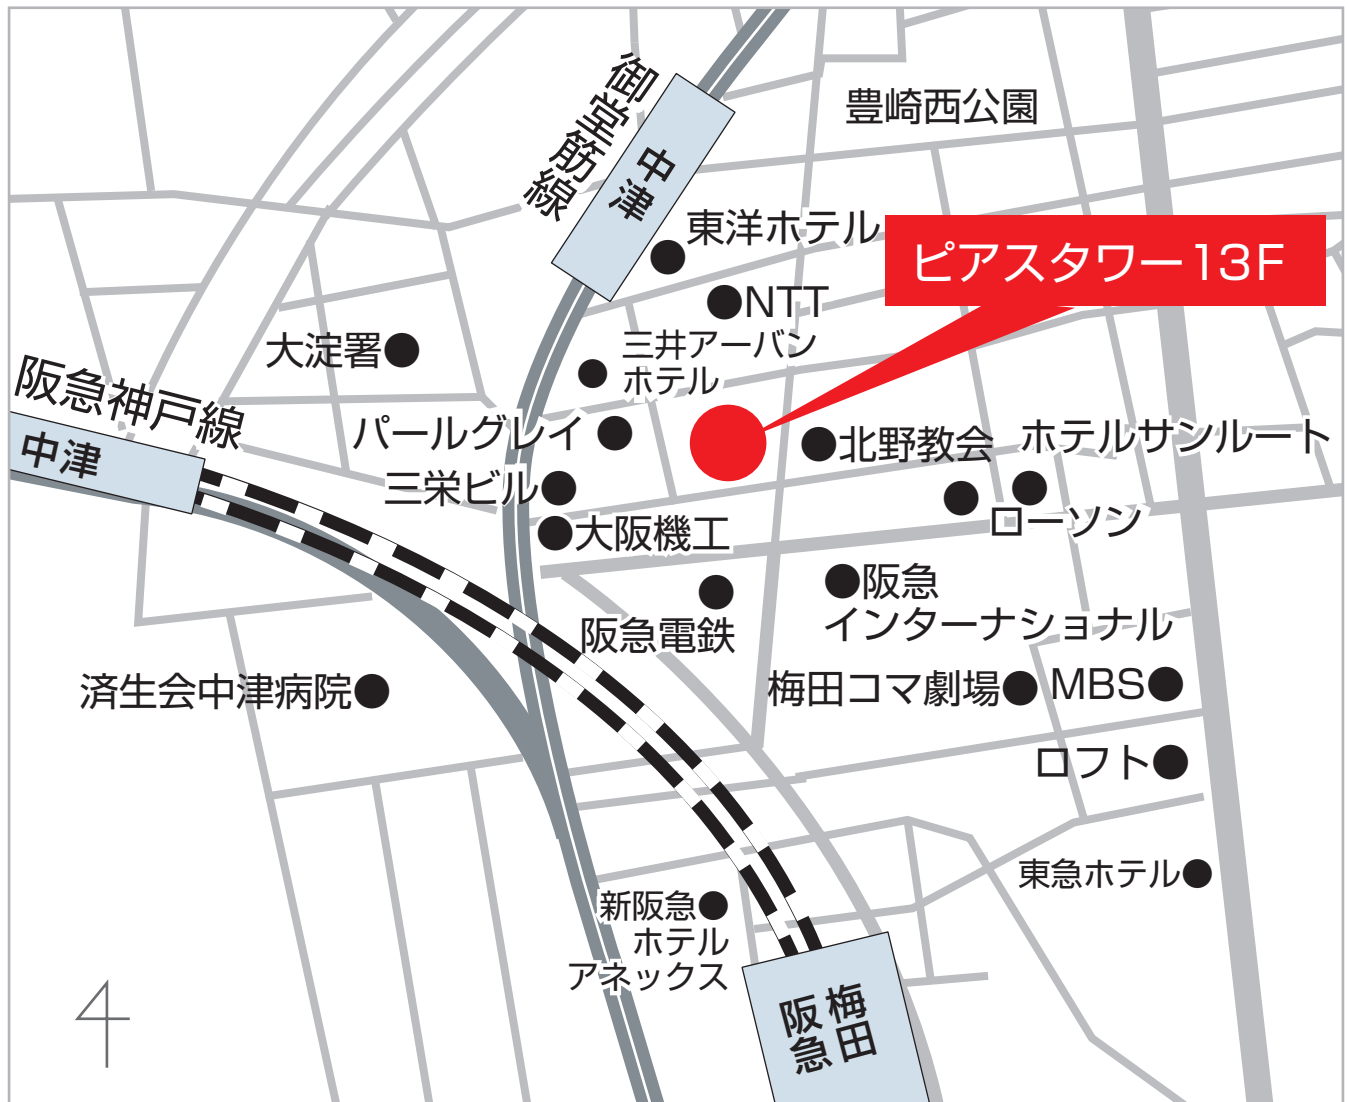 御堂筋線
中津
豊崎西公園
東洋ホテル
ピアスタワー13F
NTT
三井アーバン
ホテル
大淀署
阪急神戸線
中津
パールグレイ
北野教会
ホテルサンルート
三栄ビル
ローソン
大阪機工
阪急
インターナショナル
阪急電鉄
済生会中津病院
梅田コマ劇場
MBS
ロフト
東急ホテル
新阪急
ホテル
アネックス
梅田
阪急